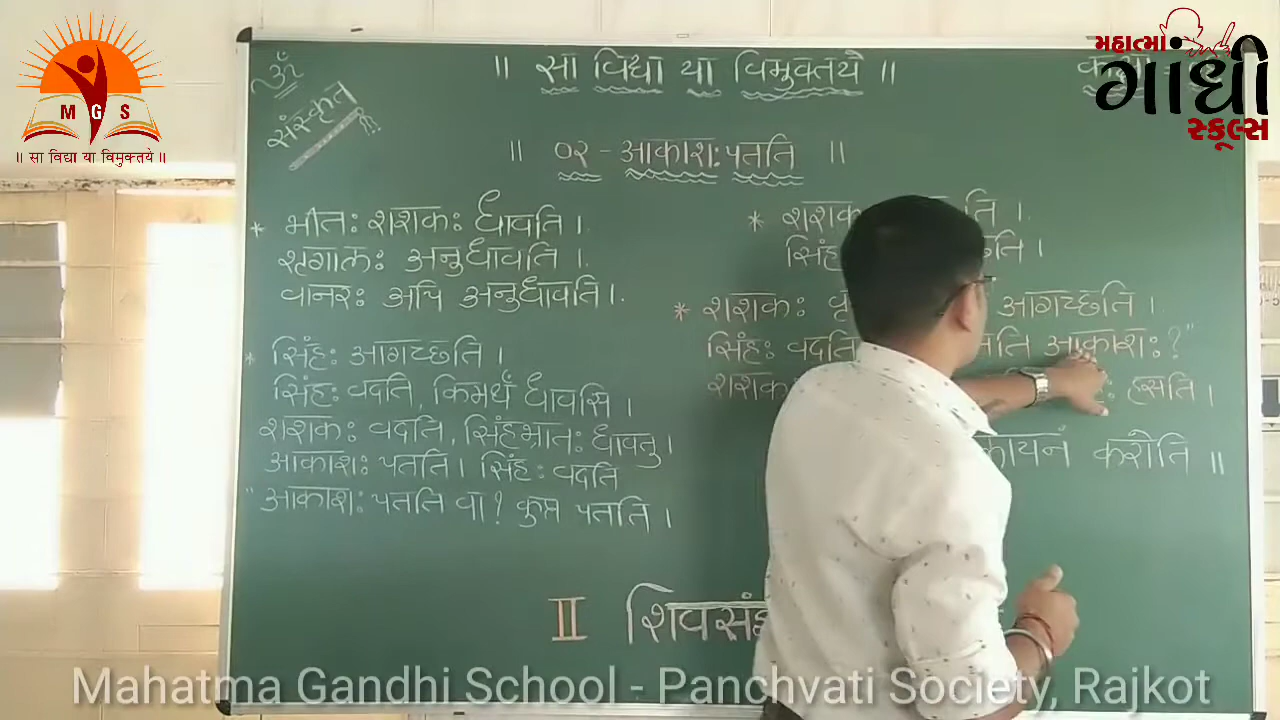 M G S
॥ सा विद्या या विमुक्तये ॥
મહાત્મા
ગાંધી
સ્કૂલ્સ
ॐ
संस्कृत
॥ सा विद्या या विमुक्तये ॥
॥ ०२ - आकाशः पतति ॥
* भीतः शशकः धावति ।
शृगालः अनुधावति ।
वानरः अपि अनुधावति ।
* सिंहः आगच्छति ।
सिंहः वदति, किमर्थं धावसि ।
शशकः वदति, सिंहभ्रातः धावतु ।
आकाशः पतति । सिंहः वदति
"आकाशः पतति वा? कुत्र पतति ।
* शशकः
* शशकः आगच्छति ।
सिंहः वदति आकाशः?"
हसति ।
करोति ॥
II
Mahatma Gandhi School - Panchvati Society, Rajkot